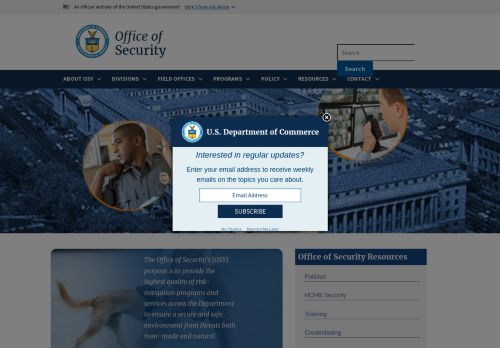 An official website of the United States government Here's how you know
Office of
Security
Search
Search
ABOUT OSY DIVISIONS FIELD OFFICES PROGRAMS POLICY RESOURCES CONTACT
U.S. Department of Commerce
Interested in regular updates?
Enter your email address to receive weekly
emails on the topics you care about.
Email Address
SUBSCRIBE
No Thanks Remind Me Later
The Office of Security's (OSY)
purpose is to provide the
highest quality of risk-
mitigation programs and
services across the Department
to ensure a secure and safe
environment from threats both
man- made and natural.
Office of Security Resources
Policies
HCHB Security
Training
Credentialing